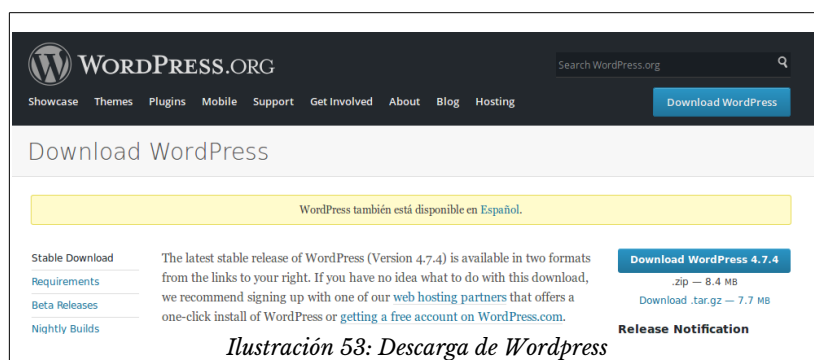 WORDPRESS.ORG
Search WordPress.org
Showcase Themes Plugins Mobile Support Get Involved About Blog Hosting
Download WordPress
Download WordPress
WordPress también está disponible en Español.
Stable Download
Requirements
Beta Releases
Nightly Builds
The latest stable release of WordPress (Version 4.7.4) is available in two formats
from the links to your right. If you have no idea what to do with this download,
we recommend signing up with one of our web hosting partners that offers a
one-click install of WordPress or getting a free account on WordPress.com.
Download WordPress 4.7.4
.zip — 8.4 MB
Download .tar.gz — 7.7 MB
Release Notification
Ilustración 53: Descarga de Wordpress